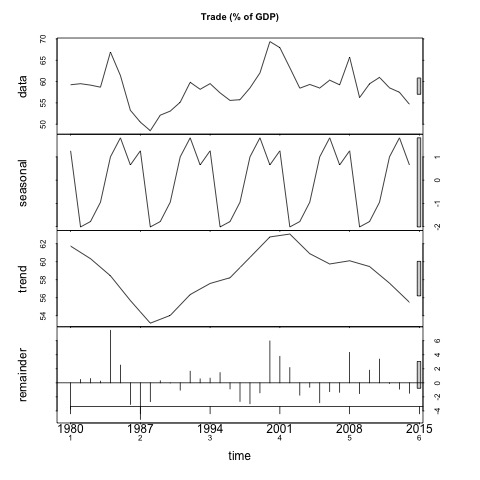 Trade (% of GDP)
data
50 55 60 65 70
seasonal
-2 -1 0 1
trend
54 56 58 60 62
remainder
-4 -2 0 2 4 6
1980 1987 1994 2001 2008 2015
1 2 3 4 5 6
time